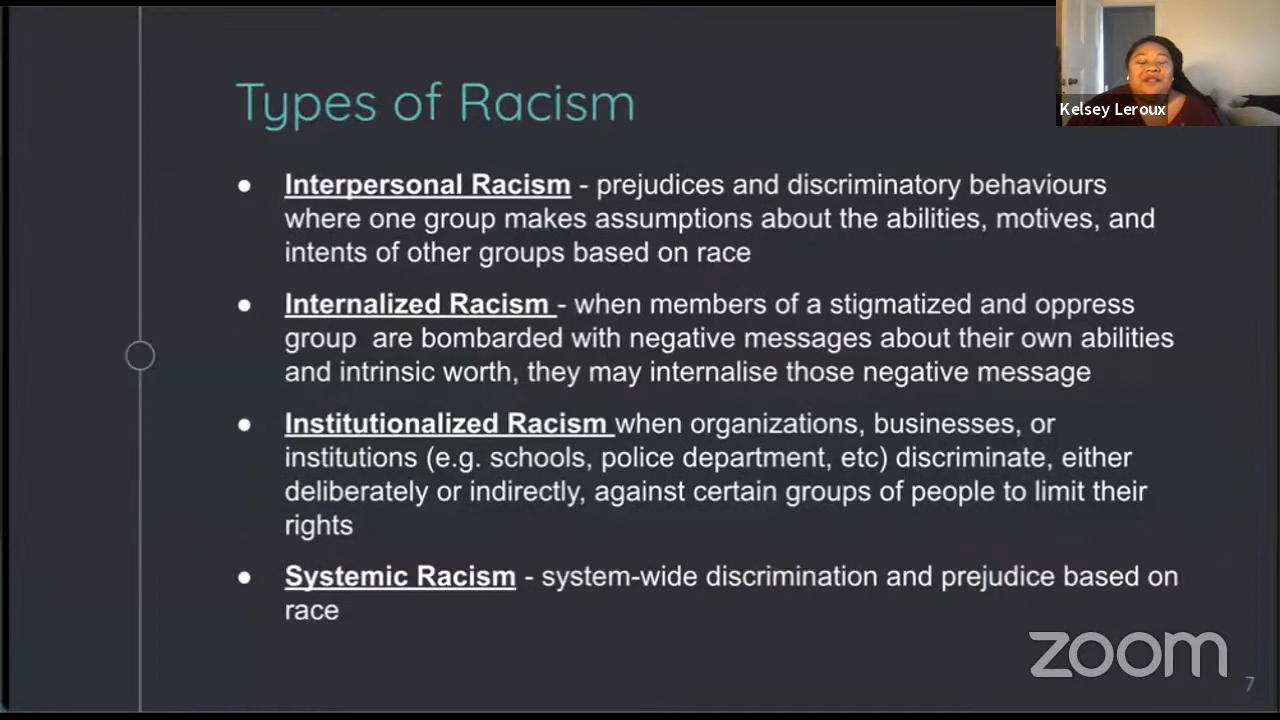 Types of Racism
Kelsey Leroux
● Interpersonal Racism - prejudices and discriminatory behaviours
where one group makes assumptions about the abilities, motives, and
intents of other groups based on race
● Internalized Racism - when members of a stigmatized and oppress
group are bombarded with negative messages about their own abilities
and intrinsic worth, they may internalise those negative message
● Institutionalized Racism when organizations, businesses, or
institutions (e.g. schools, police department, etc) discriminate, either
deliberately or indirectly, against certain groups of people to limit their
rights
● Systemic Racism - system-wide discrimination and prejudice based on
race
zoom
7